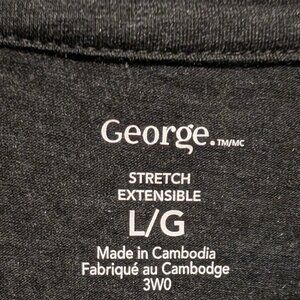 George.TM/MC
STRETCH
EXTENSIBLE
L/G
Made in Cambodia
Fabriqué au Cambodge
3W0